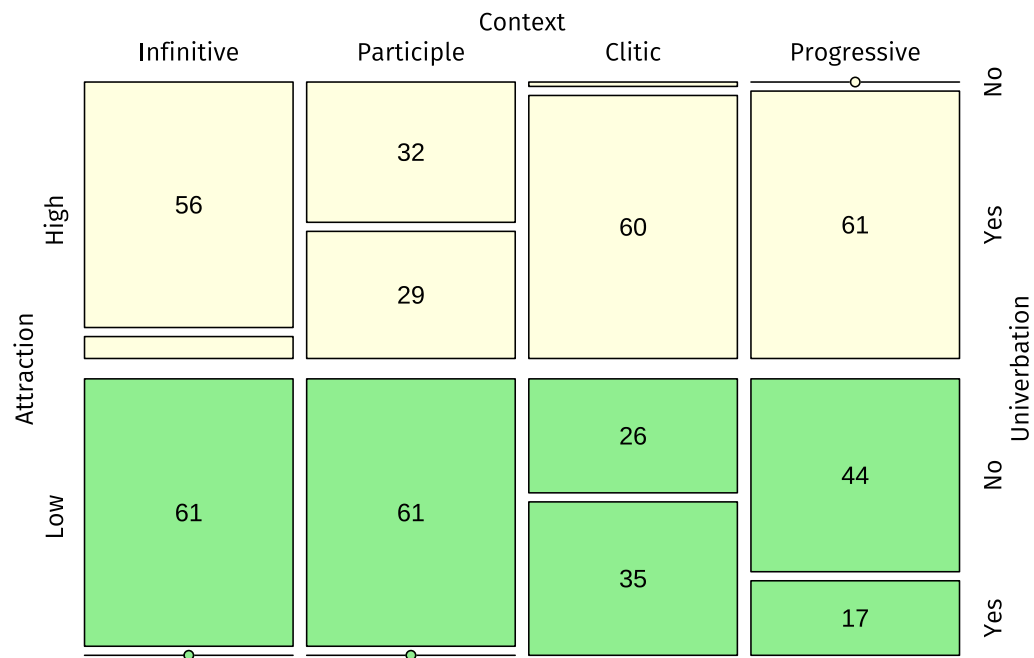 Context
Infinitive Participle Clitic Progressive
No
56
32
60
61
High
Yes
29
Attraction
Univerbation
61
61
26
44
Low
No
35
17
Yes